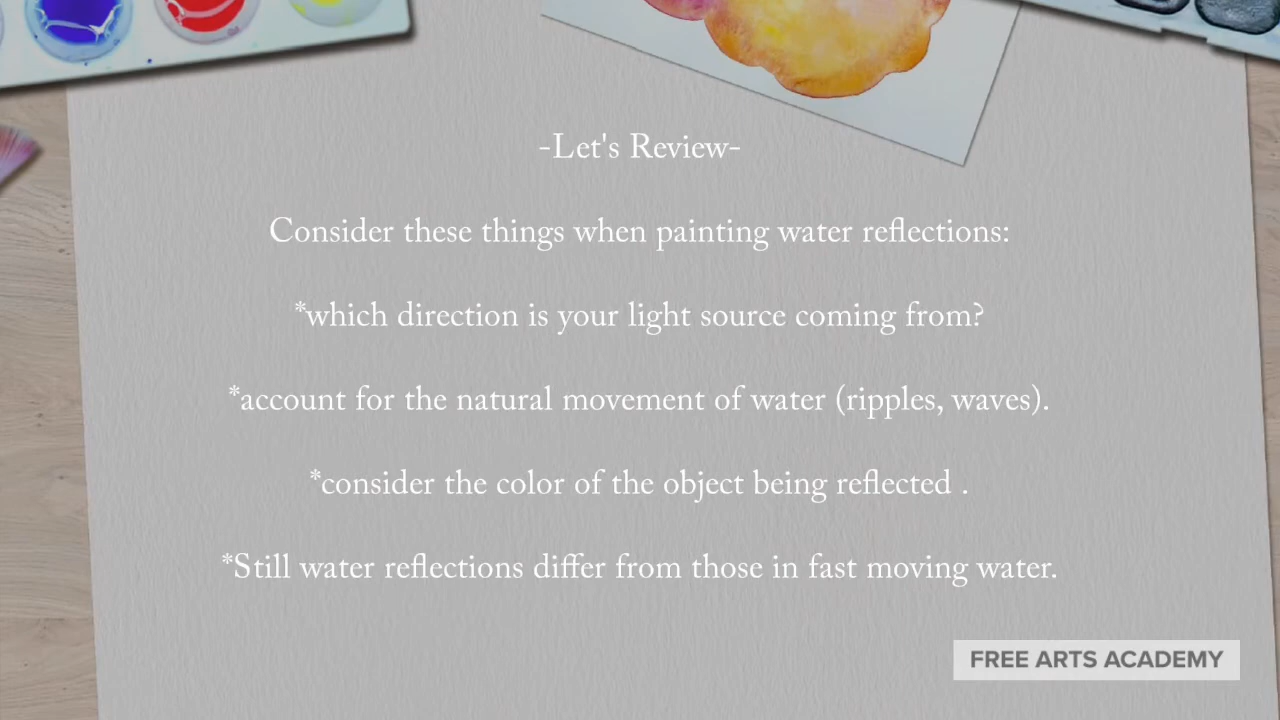 -Let's Review-
Consider these things when painting water reflections:
*which direction is your light source coming from?
*account for the natural movement of water (ripples, waves).
*consider the color of the object being reflected .
*Still water reflections differ from those in fast moving water.
FREE ARTS ACADEMY